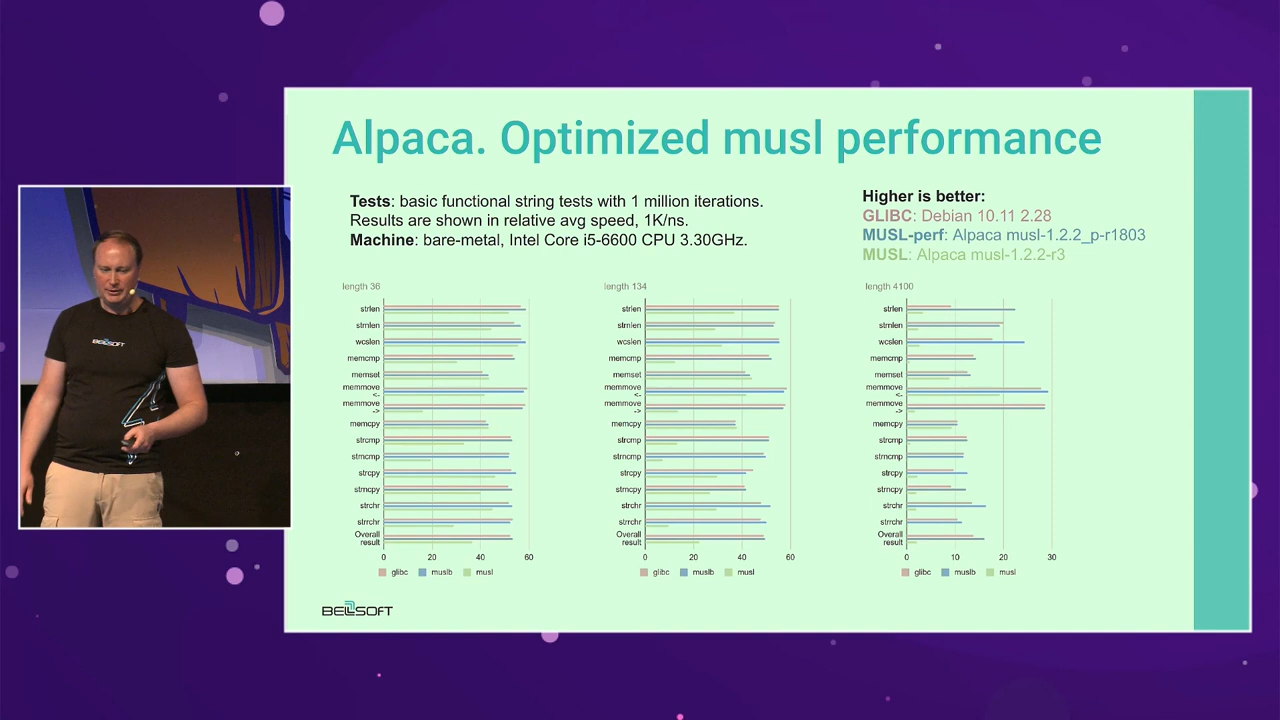 Alpaca. Optimized musl performance
Tests: basic functional string tests with 1 million iterations.
Results are shown in relative avg speed, 1K/ns.
Machine: bare-metal, Intel Core i5-6600 CPU 3.30GHz.
Higher is better:
GLIBC: Debian 10.11 2.28
MUSL-perf: Alpaca musl-1.2.2_p-r1803
MUSL: Alpaca musl-1.2.2-r3
length 36
strlen
strnlen
wcslen
memcmp
memset
memmove
<-
memmove
->
memcpy
strcmp
strncmp
strcpy
strncpy
strchr
strrchr
Overall
result
0 20 40 60
glibc muslb musl
length 134
strlen
strnlen
wcslen
memcmp
memset
memmove
<-
memmove
->
memcpy
strcmp
strncmp
strcpy
strncpy
strchr
strrchr
Overall
result
0 20 40 60
glibc muslb musl
length 4100
strlen
strnlen
wcslen
memcmp
memset
memmove
<-
memmove
->
memcpy
strcmp
strncmp
strcpy
strncpy
strchr
strrchr
Overall
result
0 10 20 30
glibc muslb musl
BELLSOFT
BELLSOFT